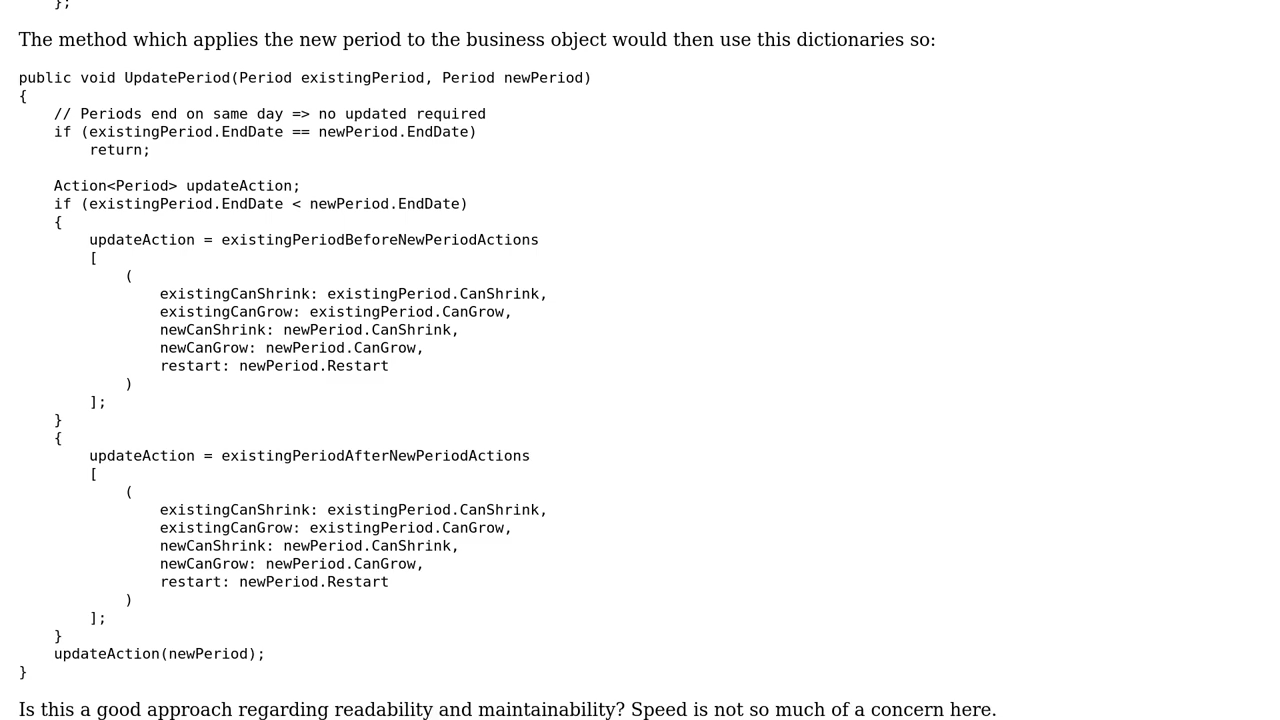 };
The method which applies the new period to the business object would then use this dictionaries so:
public void UpdatePeriod(Period existingPeriod, Period newPeriod)
{
    // Periods end on same day => no updated required
    if (existingPeriod.EndDate == newPeriod.EndDate)
        return;

    Action<Period> updateAction;
    if (existingPeriod.EndDate < newPeriod.EndDate)
    {
        updateAction = existingPeriodBeforeNewPeriodActions
        [
            (
                existingCanShrink: existingPeriod.CanShrink,
                existingCanGrow: existingPeriod.CanGrow,
                newCanShrink: newPeriod.CanShrink,
                newCanGrow: newPeriod.CanGrow,
                restart: newPeriod.Restart
            )
        ];
    }
    {
        updateAction = existingPeriodAfterNewPeriodActions
        [
            (
                existingCanShrink: existingPeriod.CanShrink,
                existingCanGrow: existingPeriod.CanGrow,
                newCanShrink: newPeriod.CanShrink,
                newCanGrow: newPeriod.CanGrow,
                restart: newPeriod.Restart
            )
        ];
    }
    updateAction(newPeriod);
}
Is this a good approach regarding readability and maintainability? Speed is not so much of a concern here.